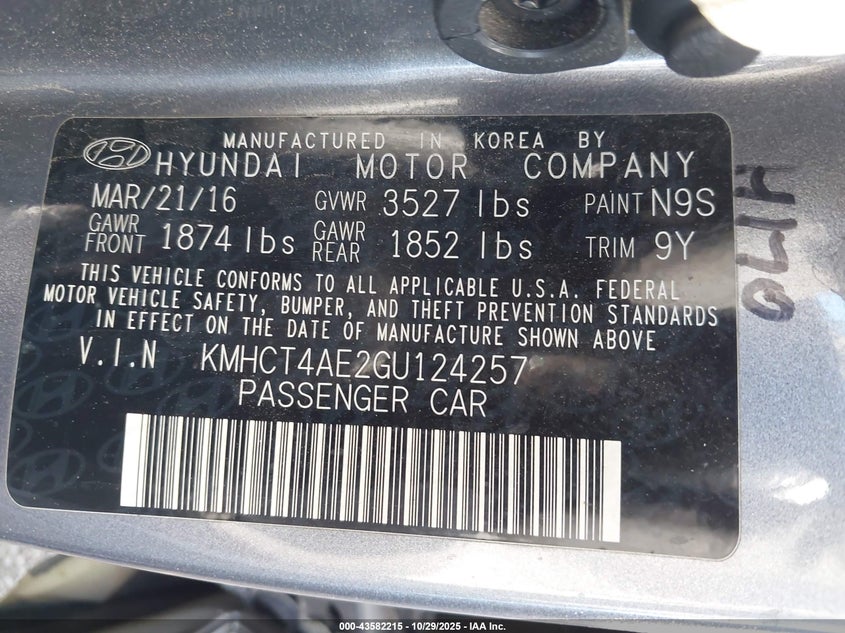 MANUFACTURED IN KOREA BY
HYUNDAI MOTOR COMPANY
MAR/21/16 GVWR 3527 lbs PAINT N9S
GAWR FRONT 1874 lbs GAWR REAR 1852 lbs TRIM 9Y
THIS VEHICLE CONFORMS TO ALL APPLICABLE U.S.A. FEDERAL
MOTOR VEHICLE SAFETY, BUMPER, AND THEFT PREVENTION STANDARDS
IN EFFECT ON THE DATE OF MANUFACTURE SHOWN ABOVE
V.I.N KMHCT4AE2GU124257
PASSENGER CAR
000-43582215 - 10/29/2025 - IAA Inc.